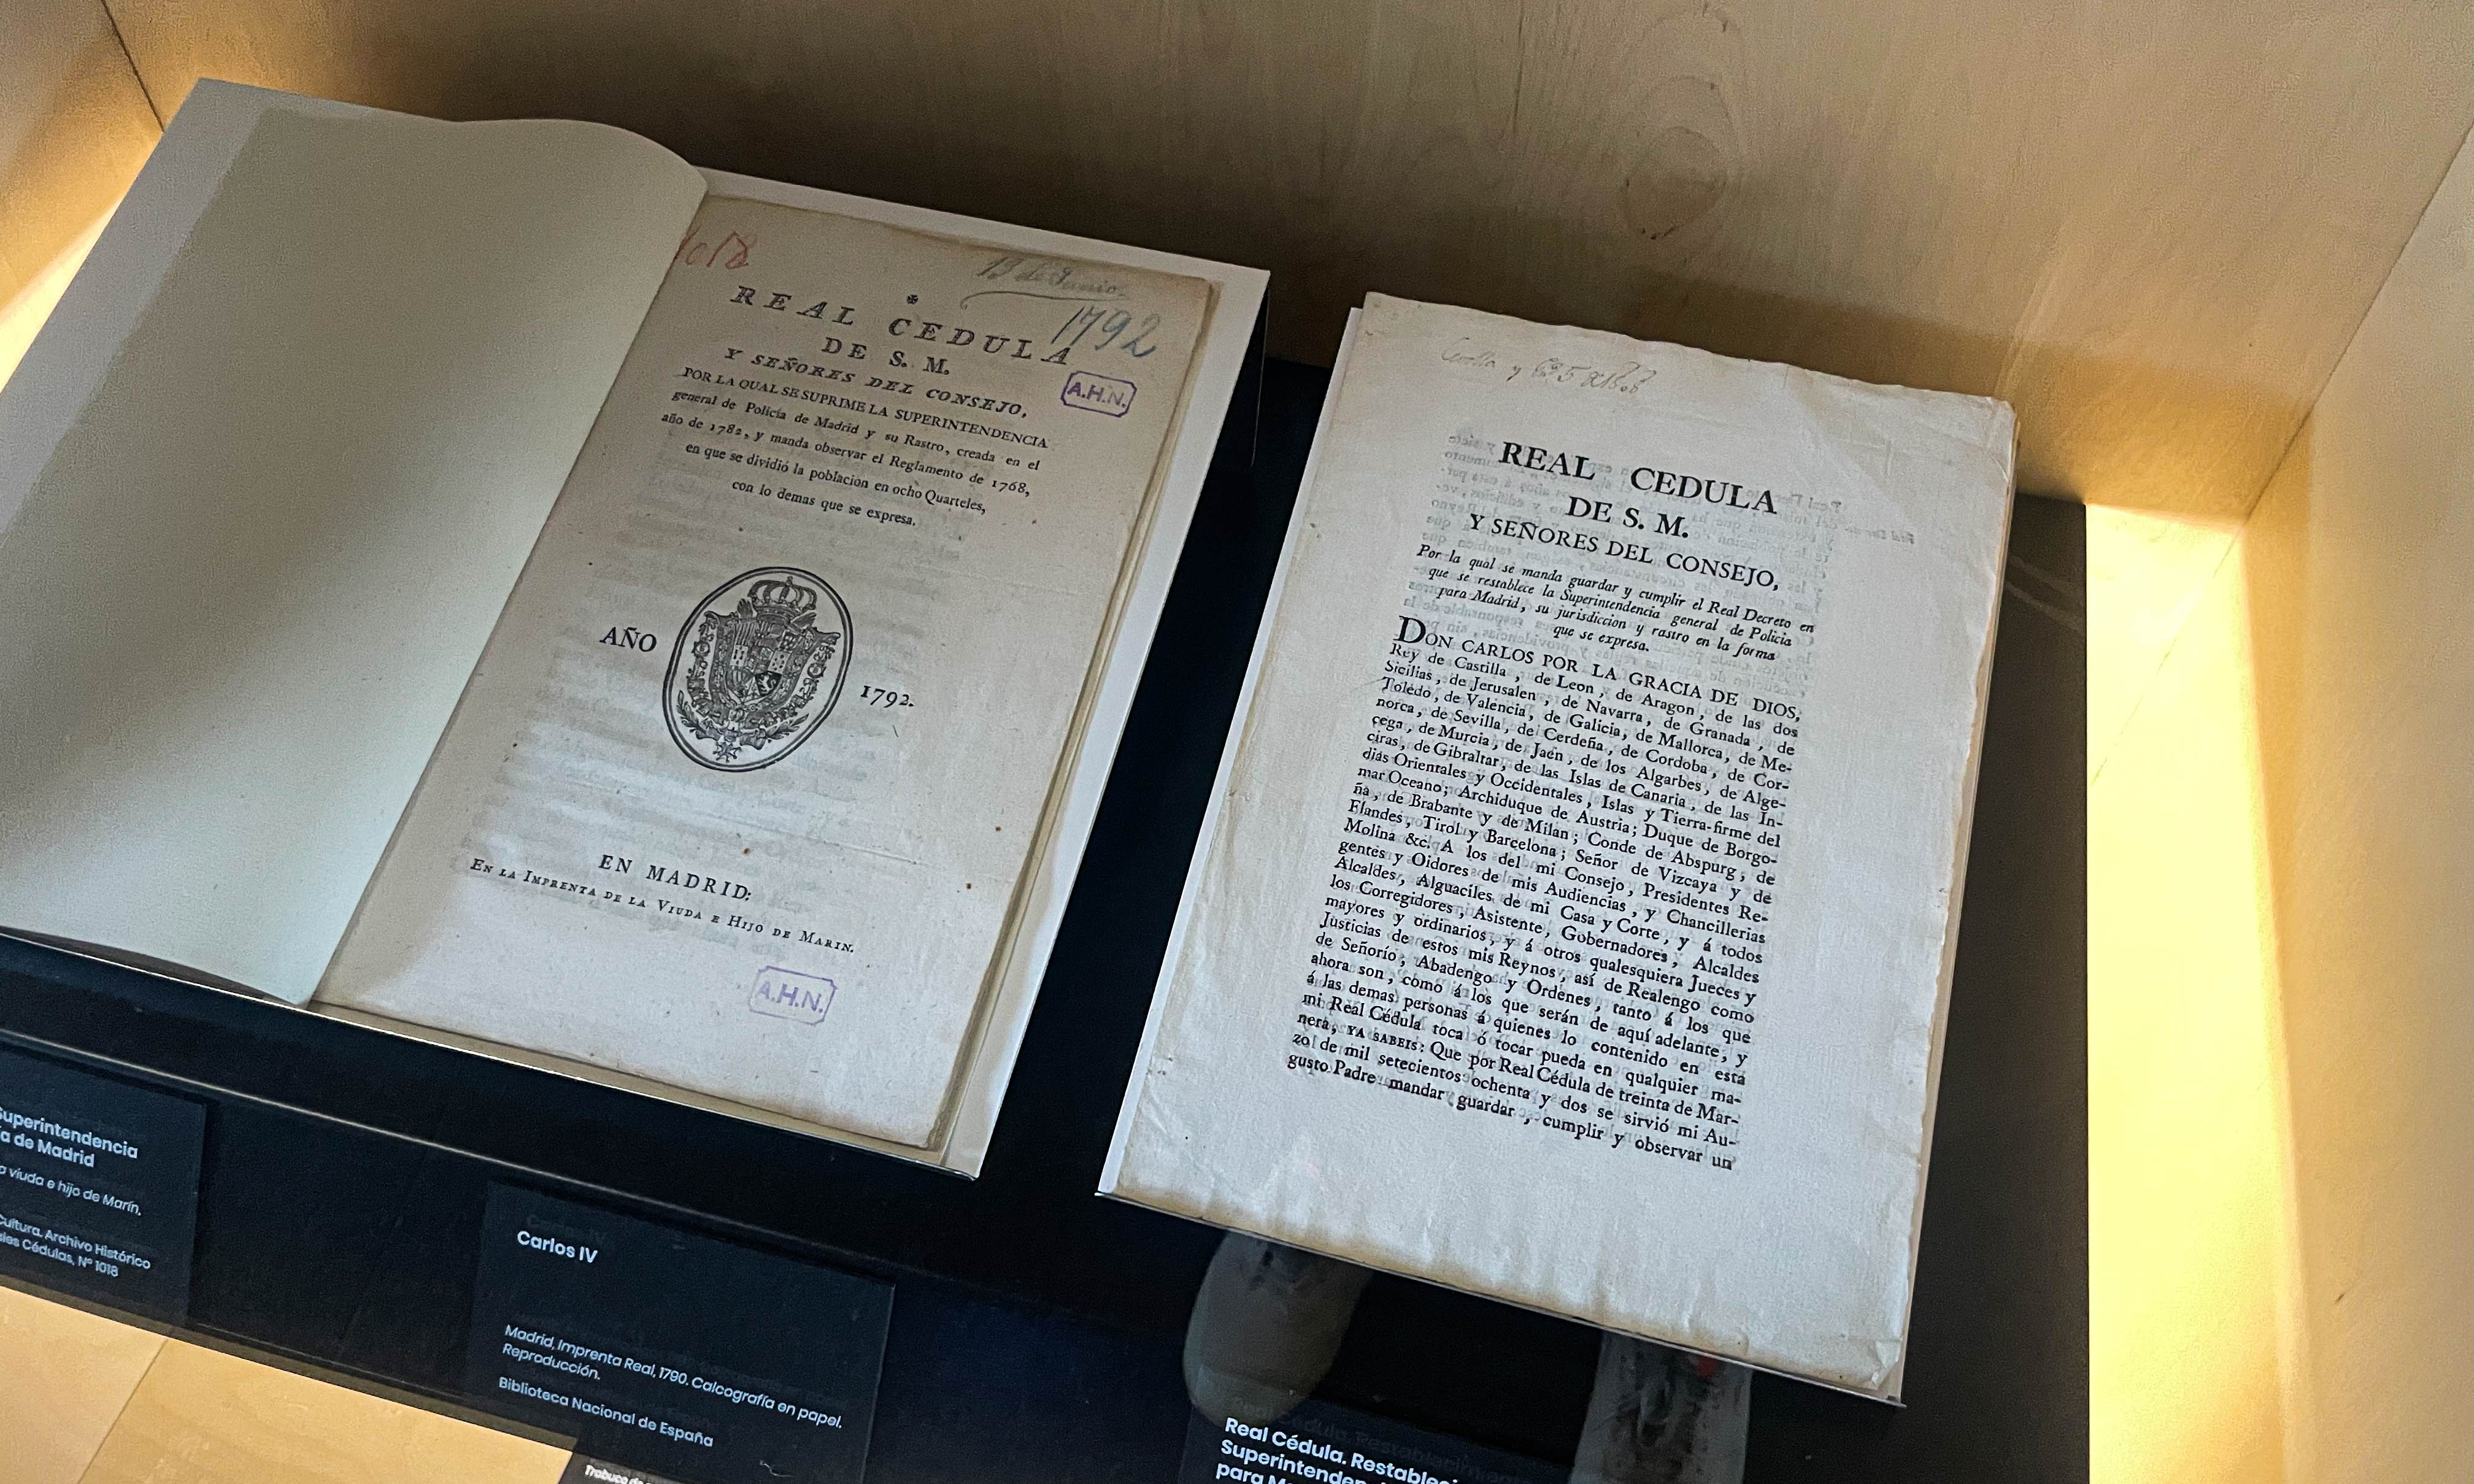 1018
13 de Junio
1792
✠
REAL CEDULA
DE S. M.
Y SEÑORES DEL CONSEJO,
A.H.N.
POR LA QUAL SE SUPRIME LA SUPERINTENDENCIA
general de Policía de Madrid y su Rastro, creada en el
año de 1782, y manda observar el Reglamento de 1768,
en que se dividió la poblacion en ocho Quarteles,
con lo demas que se expresa.
AÑO
1792.
EN MADRID:
EN LA IMPRENTA DE LA VIUDA E HIJO DE MARIN.
A.H.N.
REAL CEDULA
DE S. M.
Y SEÑORES DEL CONSEJO,
Por la qual se manda guardar y cumplir el Real Decreto en
que se restablece la Superintendencia general de Policía
para Madrid, su jurisdiccion y rastro en la forma
que se expresa.
DON CARLOS POR LA GRACIA DE DIOS,
Rey de Castilla, de Leon, de Aragon, de las dos
Sicilias, de Jerusalen, de Navarra, de Granada, de
Toledo, de Valencia, de Galicia, de Mallorca, de Me-
norca, de Sevilla, de Cerdeña, de Cordoba, de Cor-
cega, de Murcia, de Jaen, de los Algarbes, de Alge-
ciras, de Gibraltar, de las Islas de Canaria, de las In-
dias Orientales y Occidentales, Islas y Tierra-firme del
mar Oceano; Archiduque de Austria; Duque de Borgo-
ña, de Brabante y de Milan; Conde de Abspurg, de
Flandes, Tirol y Barcelona; Señor de Vizcaya y de
Molina &c. A los del mi Consejo, Presidentes Re-
gentes y Oidores de mis Audiencias, y Chancillerias
Alcaldes, Alguaciles de mi Casa y Corte, y á todos
los Corregidores, Asistente, Gobernadores, Alcaldes
mayores y ordinarios, y á otros qualesquiera Jueces y
Justicias de estos mis Reynos, así de Realengo como
de Señorío, Abadengo y Ordenes, tanto á los que
ahora son, como á los que serán de aquí adelante, y
á las demas personas á quienes lo contenido en esta
mi Real Cédula toca ó tocar pueda en qualquier ma-
nera, YA SABEIS: Que por Real Cédula de treinta de Mar-
zo de mil setecientos ochenta y dos se sirvió mi Au-
gusto Padre mandar guardar, cumplir y observar un
Superintendencia
de Madrid
viuda e hijo de Marín.
Cultura. Archivo Histórico
Cédulas, Nº 1018
Carlos IV
Madrid, Imprenta Real, 1790. Calcografía en papel.
Reproducción.
Biblioteca Nacional de España
Trabuco
Real Cédula.
para